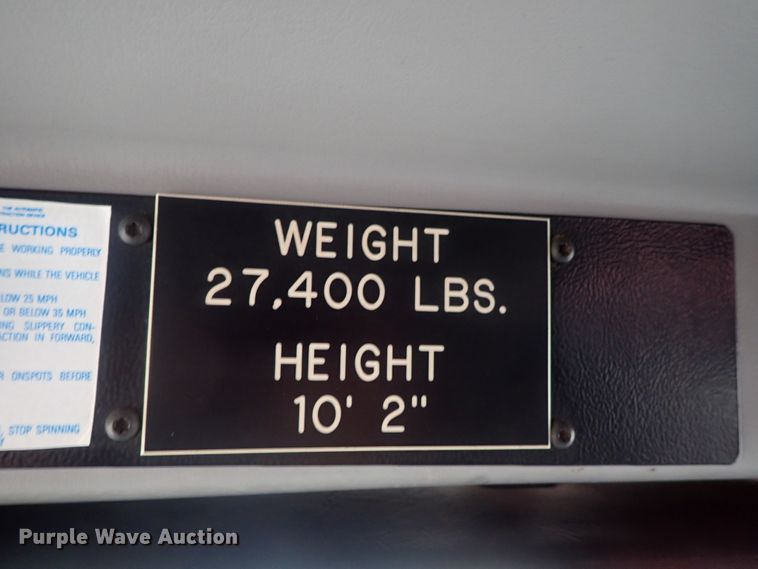 RUCTIONS
WORKING PROPERLY
NS WHILE THE VEHICLE
LOW 25 MPH
OR BELOW 35 MPH
NG SLIPPERY CON-
ACTION IN FORWARD,
ONSPOTS BEFORE
STOP SPINNING
WEIGHT
27,400 LBS.
HEIGHT
10' 2"
Purple Wave Auction